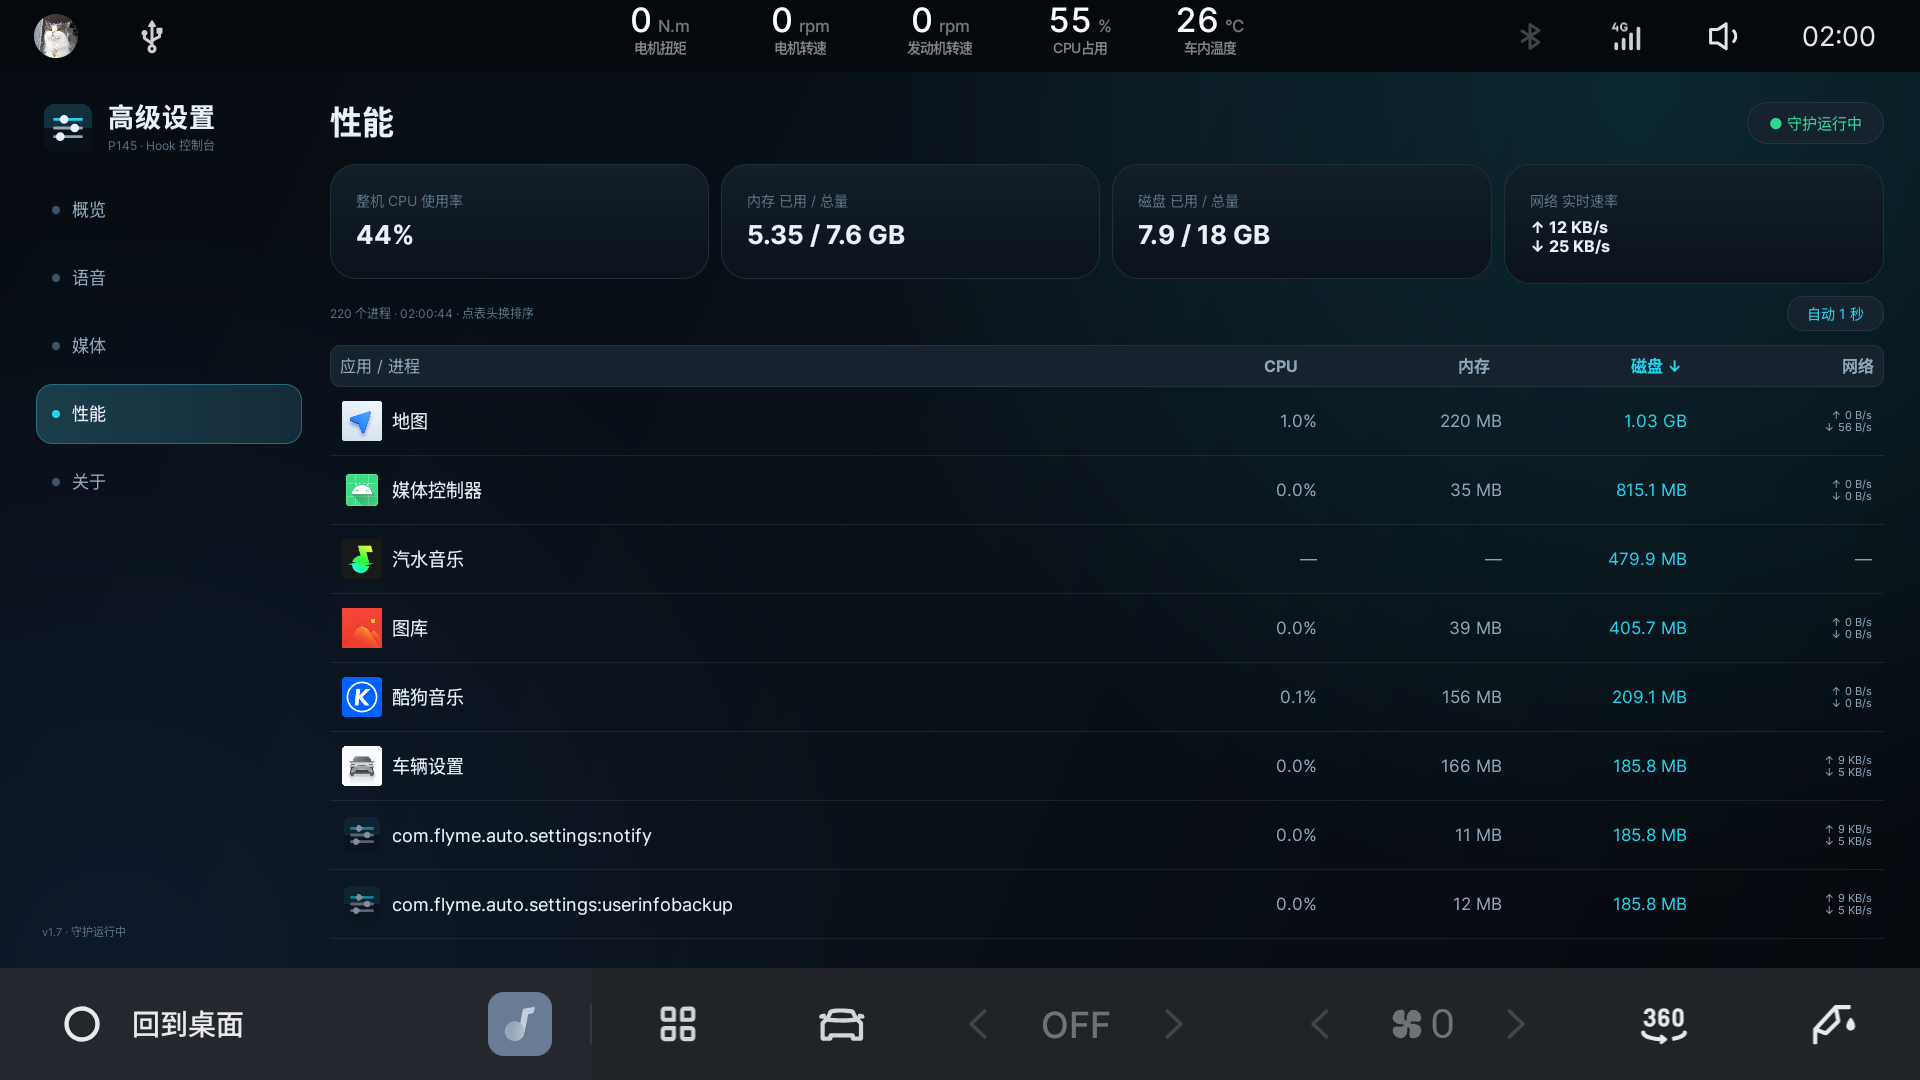 0 N.m
电机扭矩
0 rpm
电机转速
0 rpm
发动机转速
55 %
CPU占用
26 °C
车内温度
4G
02:00
高级设置
P145 · Hook 控制台
概览
语音
媒体
性能
关于
v1.7 · 守护运行中
性能
守护运行中
整机 CPU 使用率
44%
内存 已用 / 总量
5.35 / 7.6 GB
磁盘 已用 / 总量
7.9 / 18 GB
网络 实时速率
↑ 12 KB/s
↓ 25 KB/s
220 个进程 · 02:00:44 · 点表头换排序
自动 1 秒
应用 / 进程 CPU 内存 磁盘 ↓ 网络
地图 1.0% 220 MB 1.03 GB ↑ 0 B/s
↓ 56 B/s
媒体控制器 0.0% 35 MB 815.1 MB ↑ 0 B/s
↓ 0 B/s
汽水音乐 — — 479.9 MB —
图库 0.0% 39 MB 405.7 MB ↑ 0 B/s
↓ 0 B/s
酷狗音乐 0.1% 156 MB 209.1 MB ↑ 0 B/s
↓ 0 B/s
车辆设置 0.0% 166 MB 185.8 MB ↑ 9 KB/s
↓ 5 KB/s
com.flyme.auto.settings:notify 0.0% 11 MB 185.8 MB ↑ 9 KB/s
↓ 5 KB/s
com.flyme.auto.settings:userinfobackup 0.0% 12 MB 185.8 MB ↑ 9 KB/s
↓ 5 KB/s
回到桌面
OFF
0
360